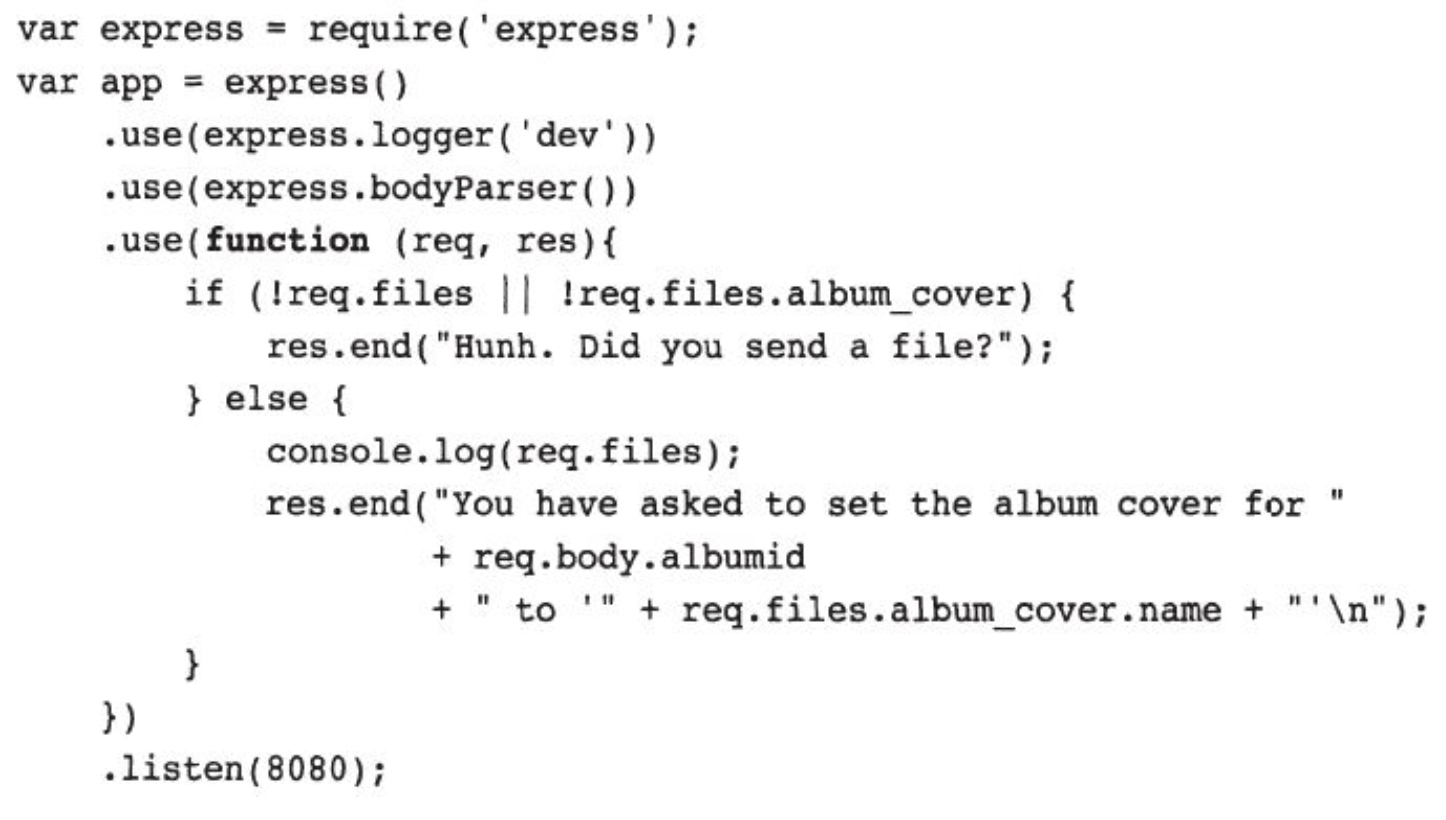 var express = require('express');
var app = express()
    .use(express.logger('dev'))
    .use(express.bodyParser())
    .use(function (req, res){
        if (!req.files || !req.files.album_cover) {
            res.end("Hunh. Did you send a file?");
        } else {
            console.log(req.files);
            res.end("You have asked to set the album cover for "
                    + req.body.albumid
                    + " to '" + req.files.album_cover.name + "'\n");
        }
    })
    .listen(8080);